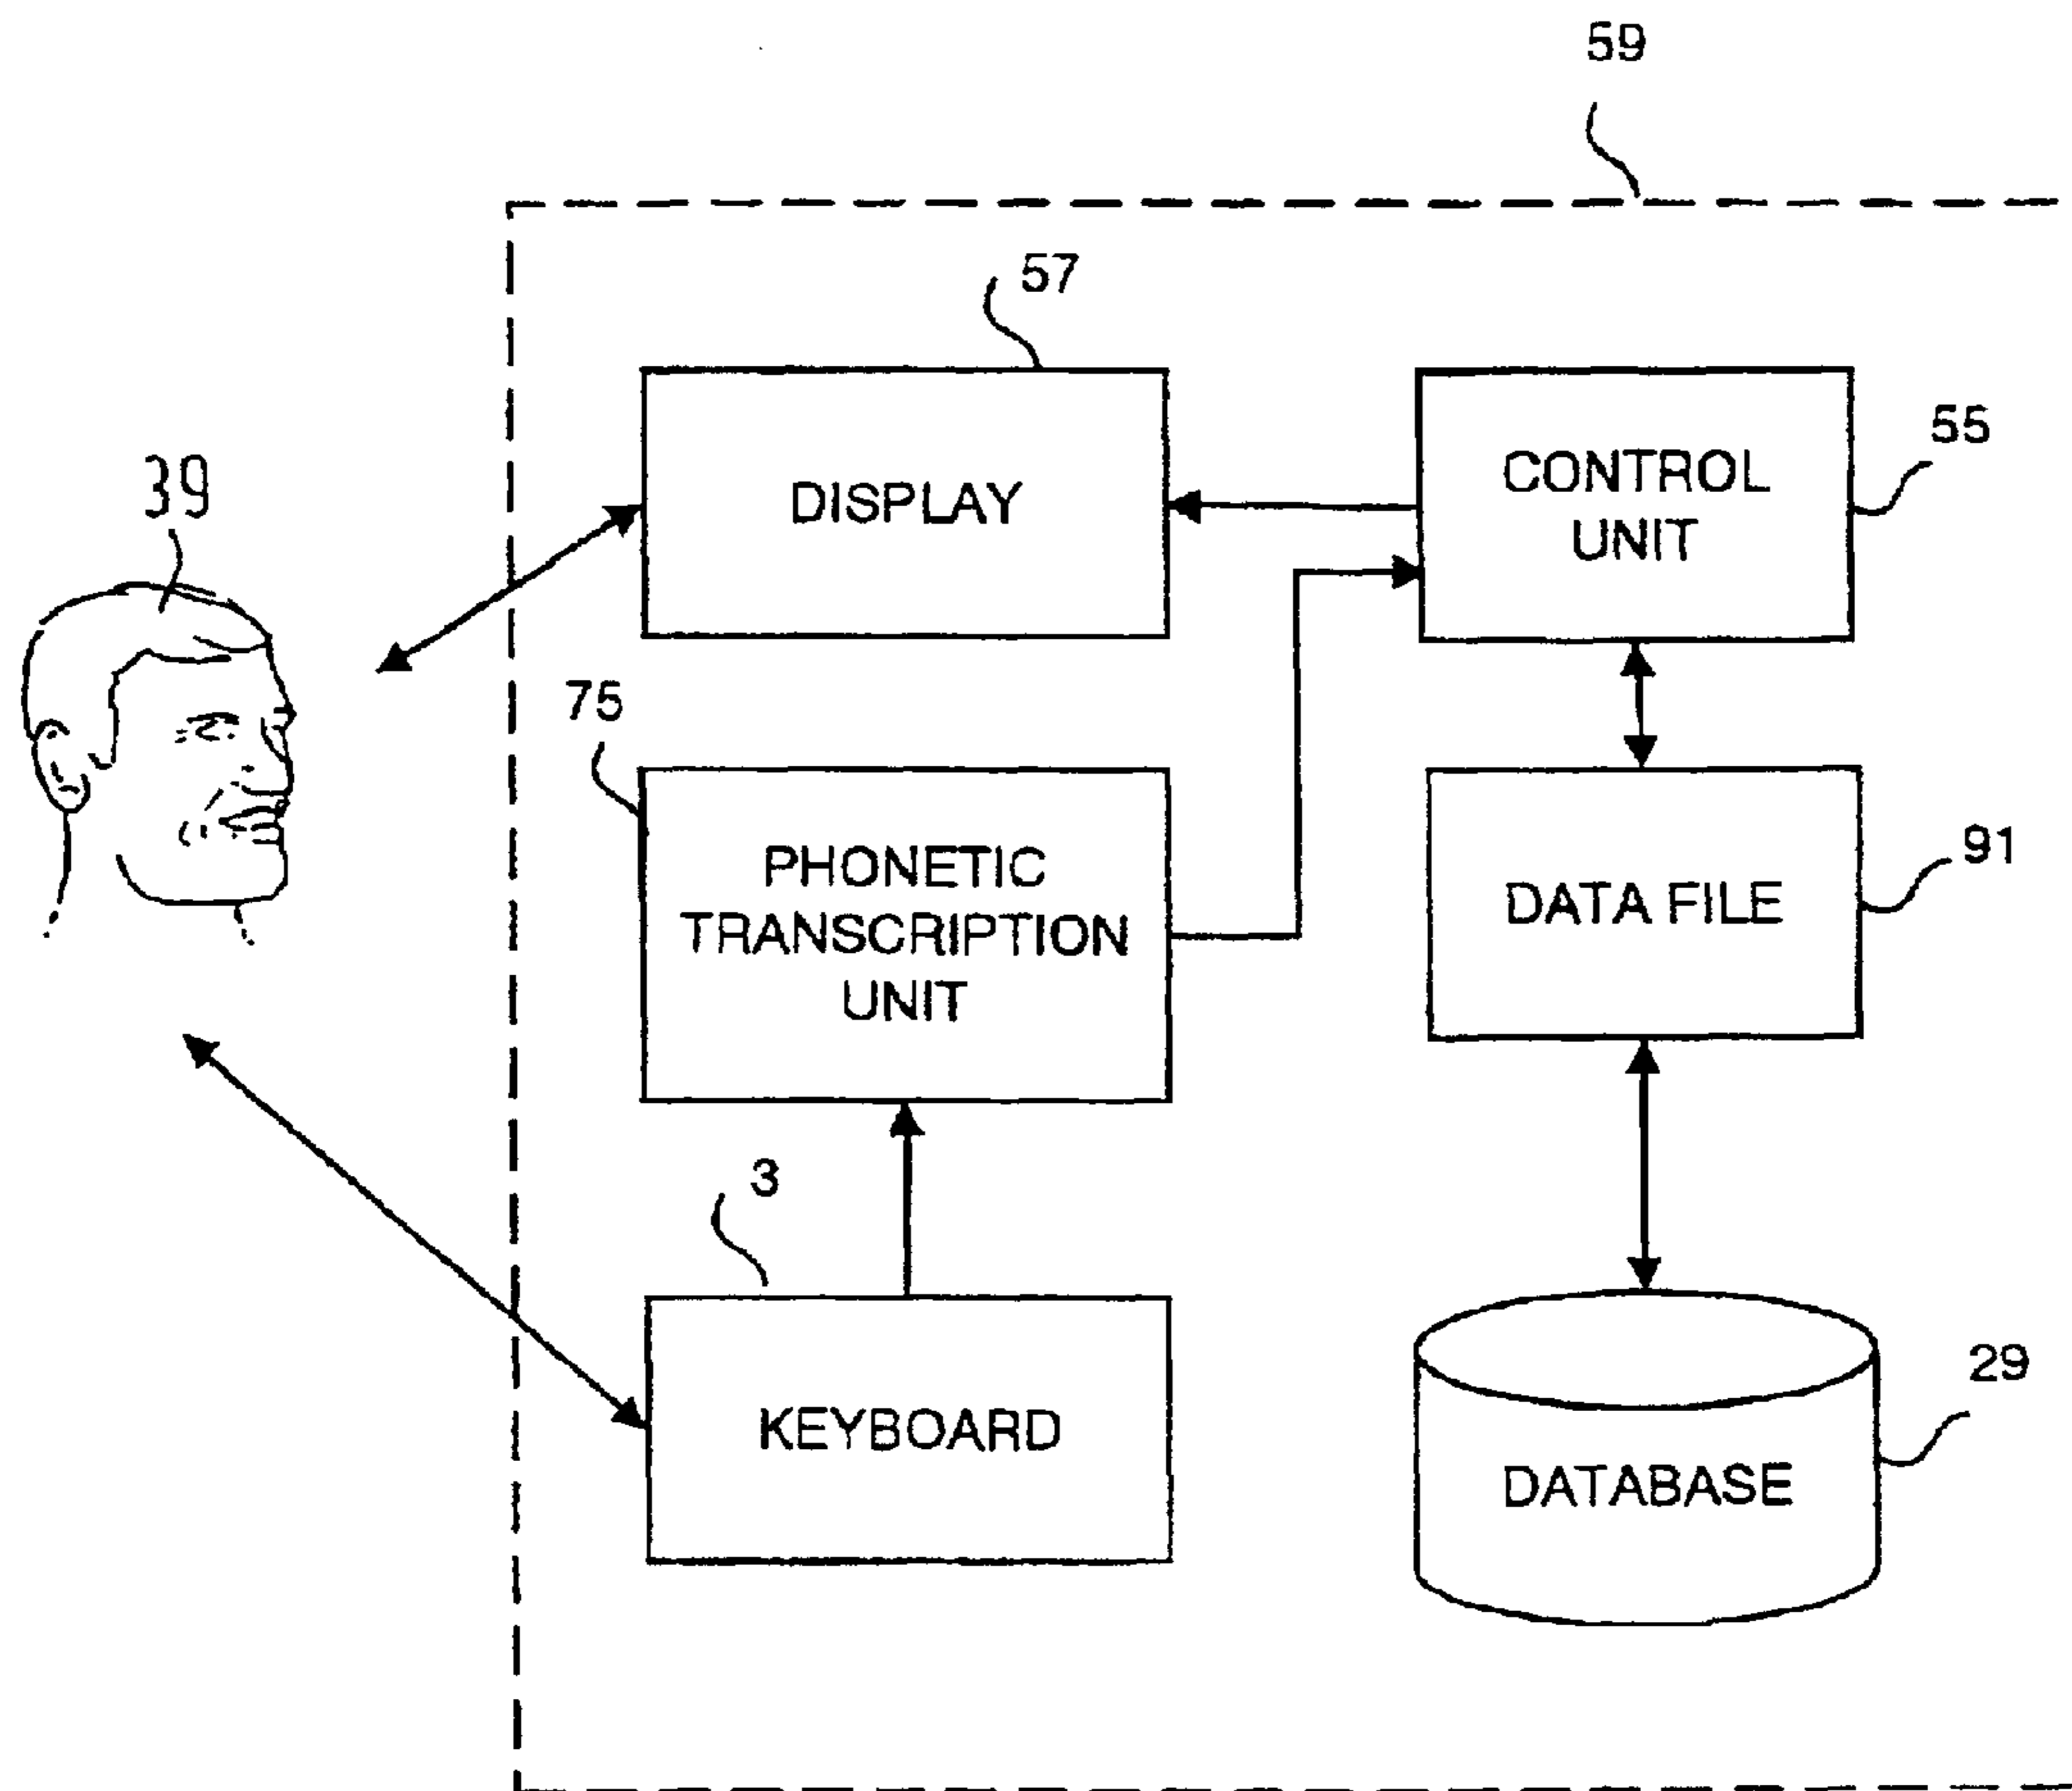 59
57
55
39
DISPLAY
CONTROL
UNIT
75
91
PHONETIC
TRANSCRIPTION
UNIT
DATA FILE
3
29
KEYBOARD
DATABASE